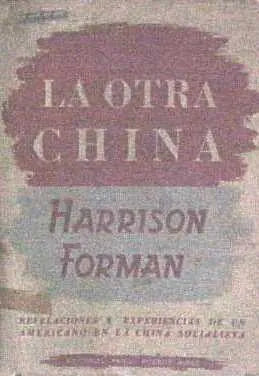 LA OTRA
CHINA
HARRISON
FORMAN
REVELACIONES Y EXPERIENCIAS DE UN
AMERICANO EN LA CHINA SOCIALISTA